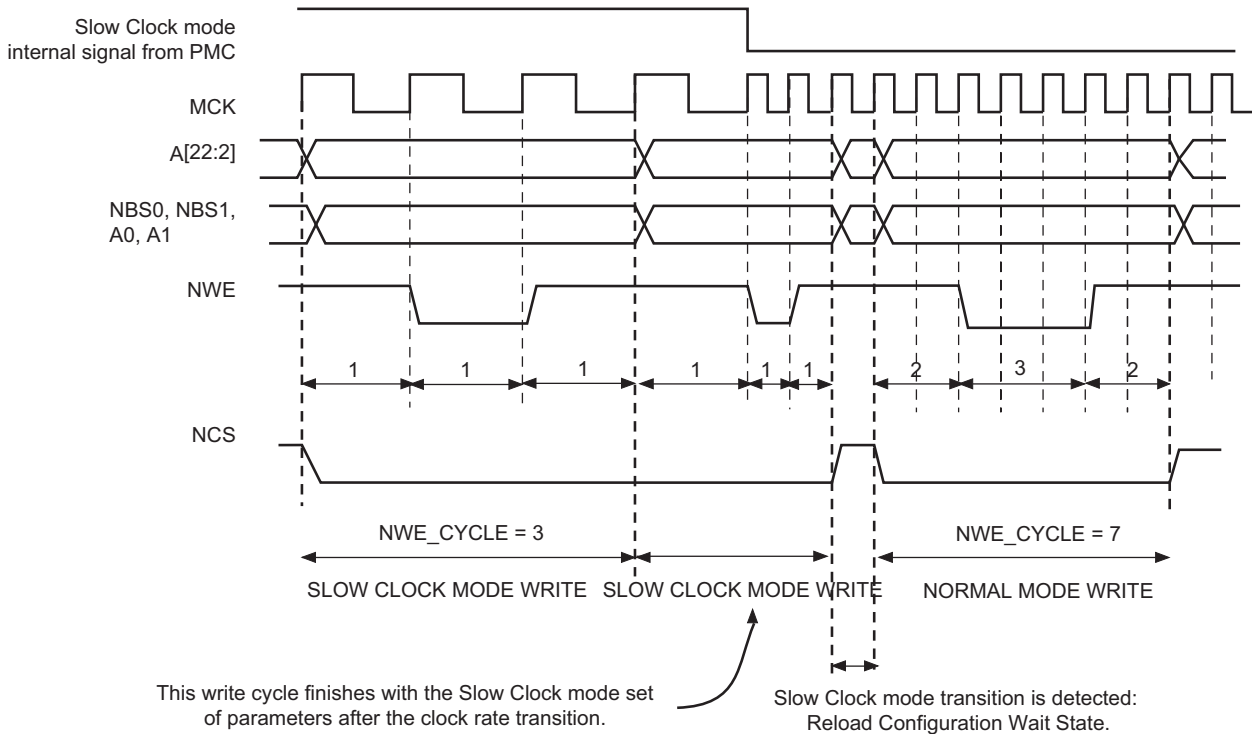 Slow Clock mode
internal signal from PMC
MCK
A[22:2]
NBS0, NBS1,
A0, A1
NWE
1 1 1 1 1 1 2 3 2
NCS
NWE_CYCLE = 3 NWE_CYCLE = 7
SLOW CLOCK MODE WRITE SLOW CLOCK MODE WRITE NORMAL MODE WRITE
This write cycle finishes with the Slow Clock mode set
of parameters after the clock rate transition.
Slow Clock mode transition is detected:
Reload Configuration Wait State.